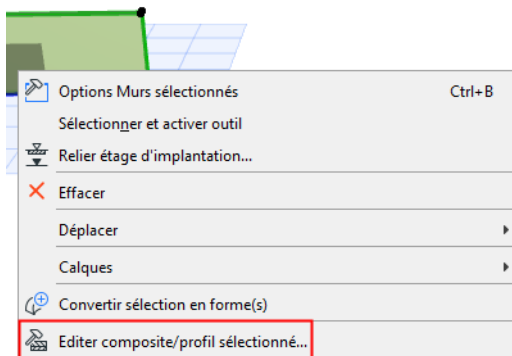 Options Murs sélectionnés Ctrl+B
Sélectionner et activer outil
Relier étage d'implantation...
Effacer
Déplacer
Calques
Convertir sélection en forme(s)
Editer composite/profil sélectionné...